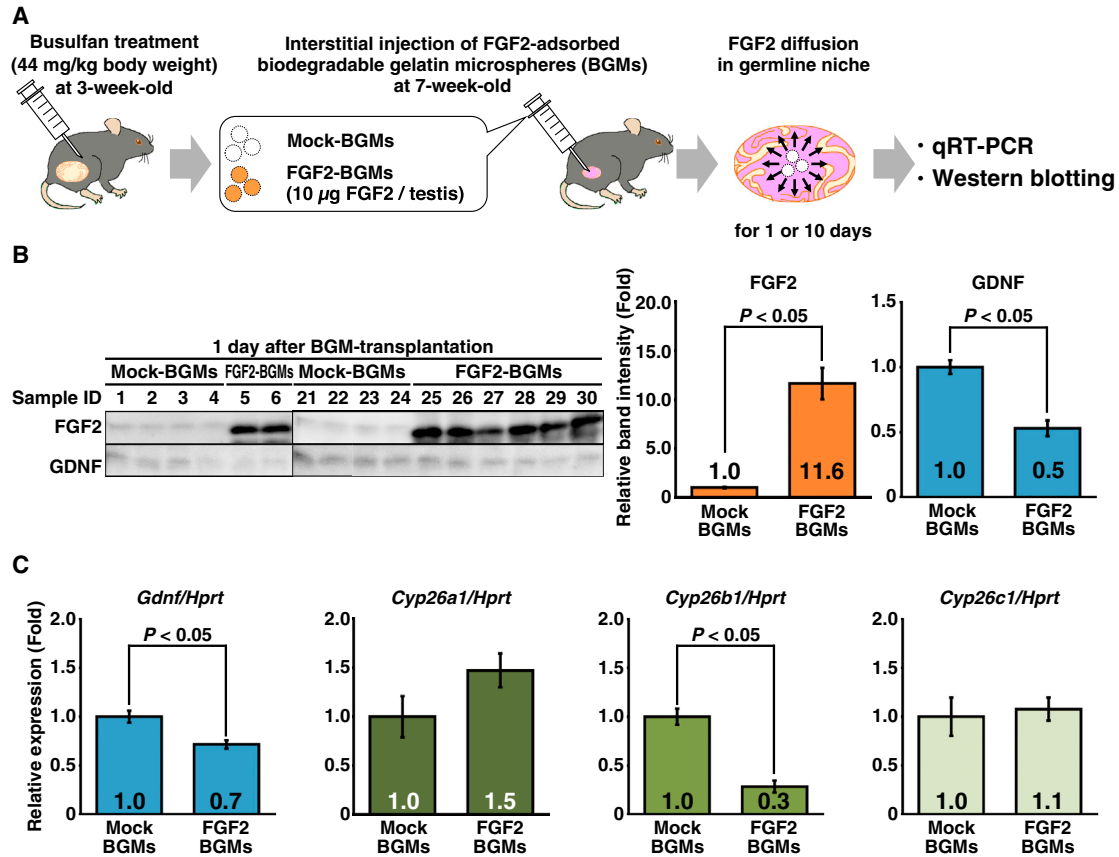 A
Busulfan treatment
(44 mg/kg body weight)
at 3-week-old
Interstitial injection of FGF2-adsorbed
biodegradable gelatin microspheres (BGMs)
at 7-week-old
FGF2 diffusion
in germline niche
Mock-BGMs
FGF2-BGMs
(10 µg FGF2 / testis)
for 1 or 10 days
· qRT-PCR
· Western blotting
B
1 day after BGM-transplantation
Mock-BGMs FGF2-BGMs Mock-BGMs FGF2-BGMs
Sample ID 1 2 3 4 5 6 21 22 23 24 25 26 27 28 29 30
FGF2
GDNF
Relative band intensity (Fold)
FGF2
20.0
15.0
10.0
5.0
0
P < 0.05
1.0
11.6
Mock
BGMs
FGF2
BGMs
GDNF
1.5
1.0
0.5
0
P < 0.05
1.0
0.5
Mock
BGMs
FGF2
BGMs
C
Relative expression (Fold)
Gdnf/Hprt
2.0
1.5
1.0
0.5
0
P < 0.05
1.0
0.7
Mock
BGMs
FGF2
BGMs
Cyp26a1/Hprt
2.0
1.5
1.0
0.5
0
1.0
1.5
Mock
BGMs
FGF2
BGMs
Cyp26b1/Hprt
2.0
1.5
1.0
0.5
0
P < 0.05
1.0
0.3
Mock
BGMs
FGF2
BGMs
Cyp26c1/Hprt
2.0
1.5
1.0
0.5
0
1.0
1.1
Mock
BGMs
FGF2
BGMs